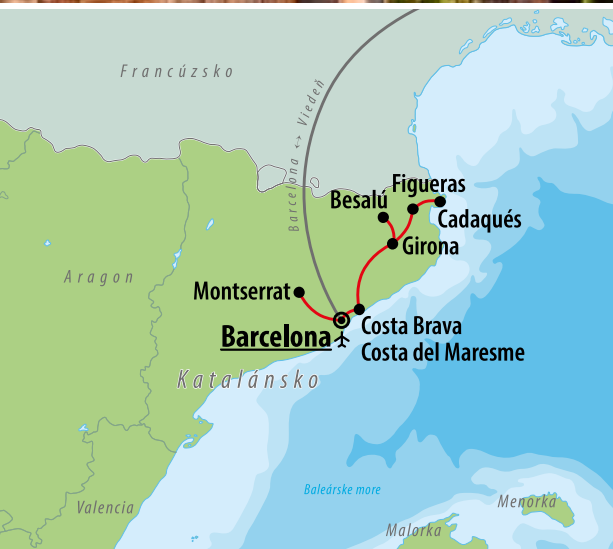 Francúzsko
Barcelona ↔ Viedeň
Figueras
Besalú
Cadaqués
Girona
Aragon
Montserrat
Barcelona
Costa Brava
Costa del Maresme
Katalánsko
Baleárske more
Valencia
Menorka
Malorka